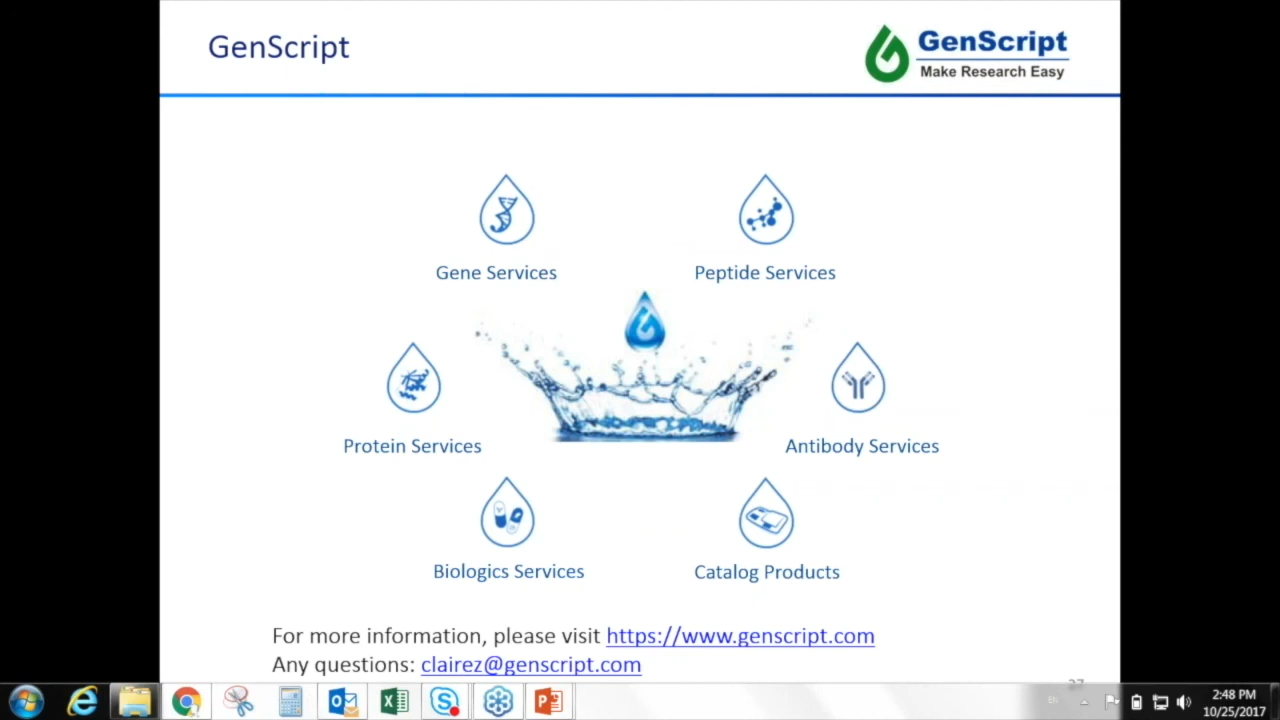 GenScript
GenScript
Make Research Easy
Gene Services
Peptide Services
Protein Services
Antibody Services
Biologics Services
Catalog Products
For more information, please visit https://www.genscript.com
Any questions: clairez@genscript.com
EN
2:48 PM
10/25/2017